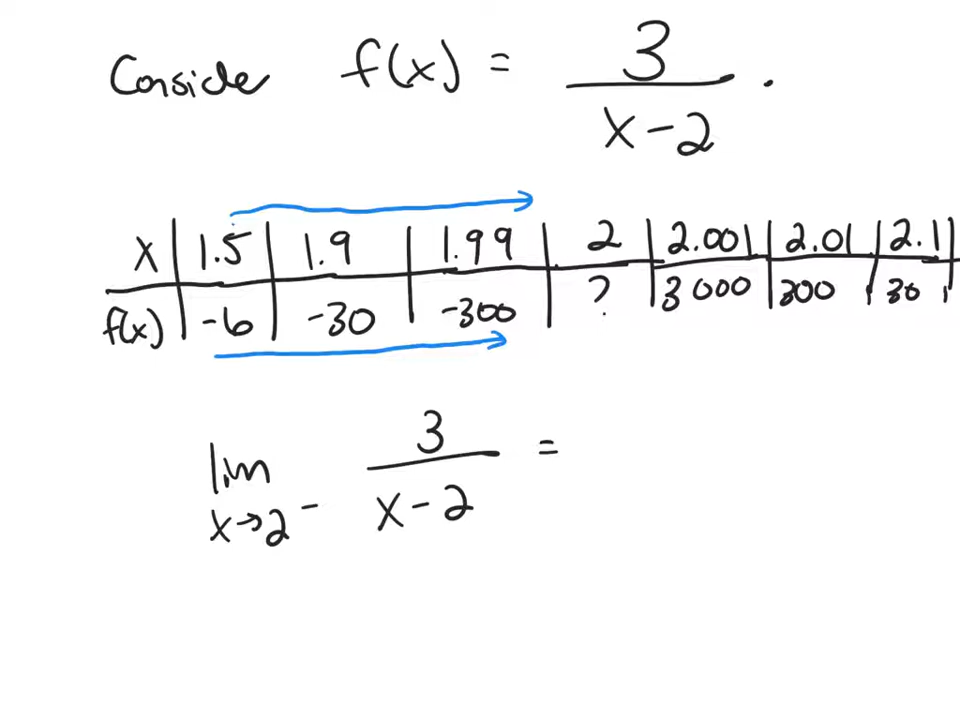 Conside f(x) = 3 / (x-2) .
x | 1.5 | 1.9 | 1.99 | 2 | 2.001 | 2.01 | 2.1 |
f(x) | -6 | -30 | -300 | ? | 3000 | 300 | 30 |
lim x→2⁻ 3 / (x-2) =